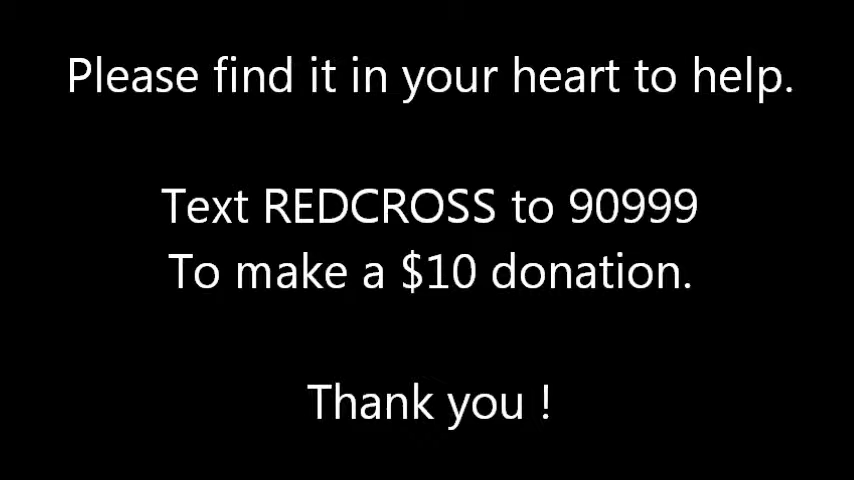 Please find it in your heart to help.
Text REDCROSS to 90999
To make a $10 donation.
Thank you !